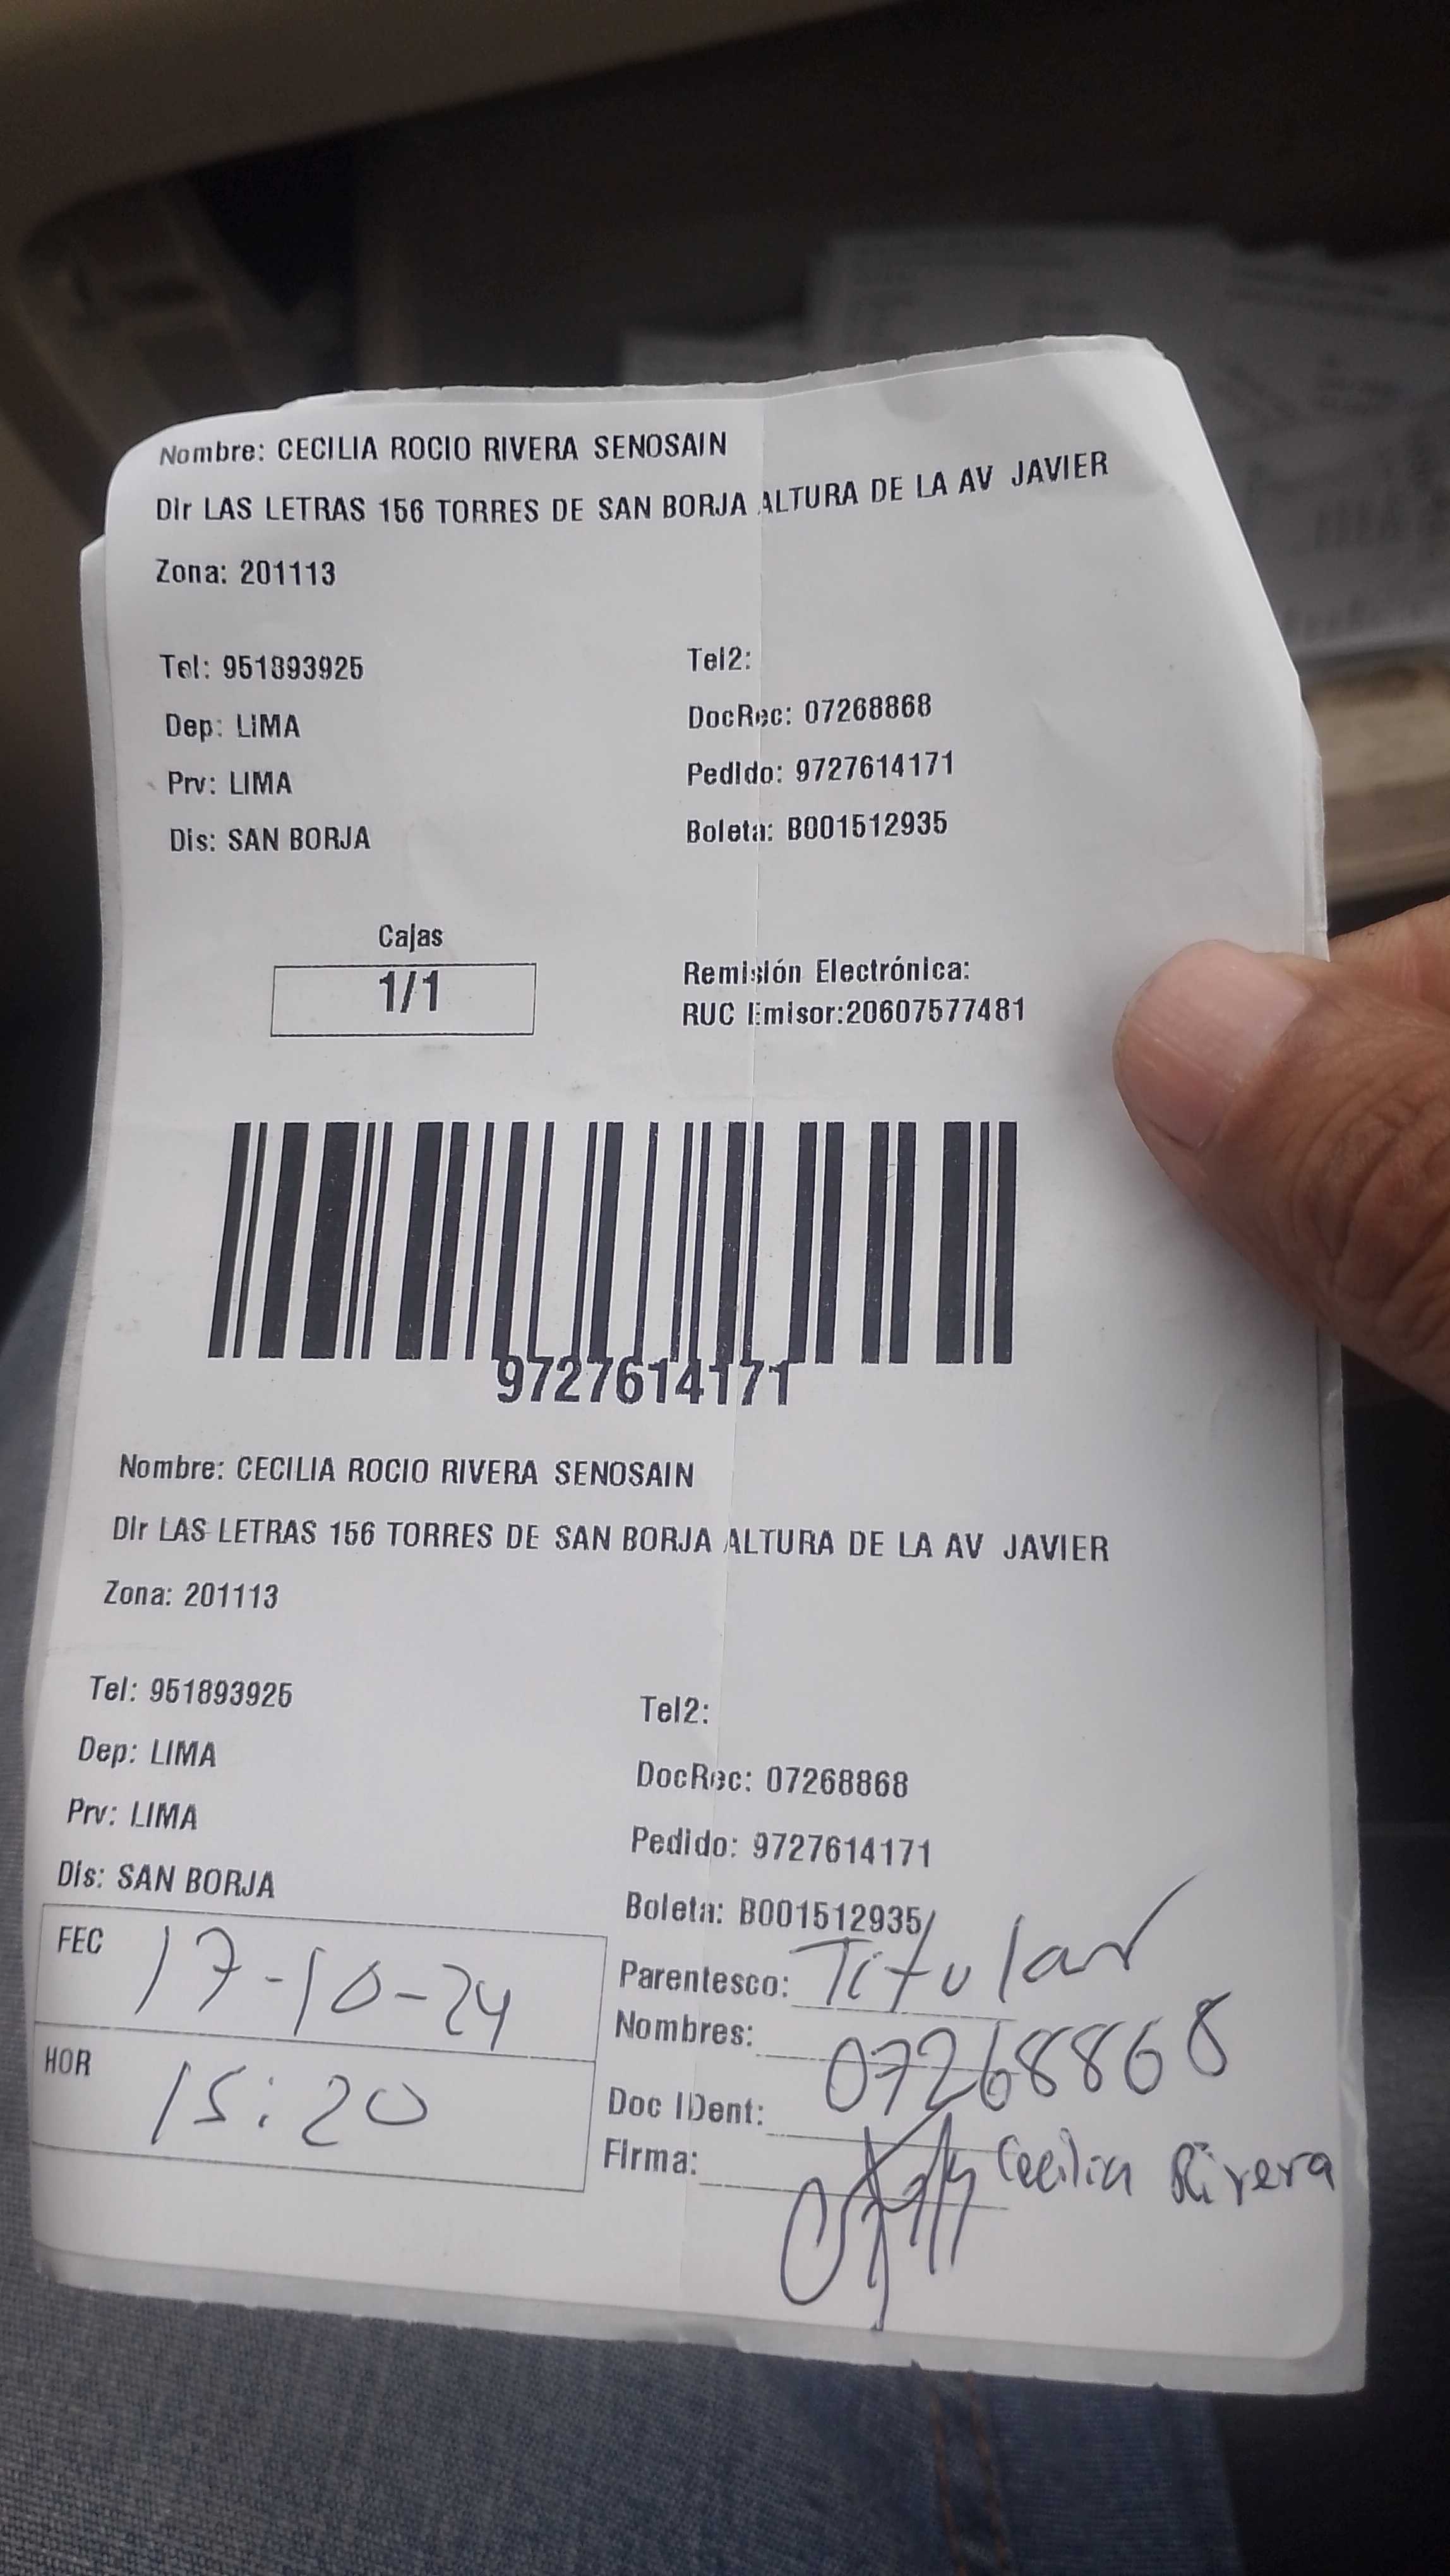 Nombre: CECILIA ROCIO RIVERA SENOSAIN
Dir LAS LETRAS 156 TORRES DE SAN BORJA ALTURA DE LA AV JAVIER
Zona: 201113
Tel: 951893925
Tel2:
Dep: LIMA
DocRec: 07268868
Prv: LIMA
Pedido: 9727614171
Dis: SAN BORJA
Boleta: B001512935
Cajas
1/1
Remisión Electrónica:
RUC Emisor:20607577481
9727614171
Nombre: CECILIA ROCIO RIVERA SENOSAIN
Dir LAS LETRAS 156 TORRES DE SAN BORJA ALTURA DE LA AV JAVIER
Zona: 201113
Tel: 951893925
Tel2:
Dep: LIMA
DocRec: 07268868
Prv: LIMA
Pedido: 9727614171
Dis: SAN BORJA
Boleta: B001512935
FEC 17-10-24
HOR 15:20
Parentesco: Titular
Nombres:
07268868
Doc IDent:
Firma: Cecilia Rivera